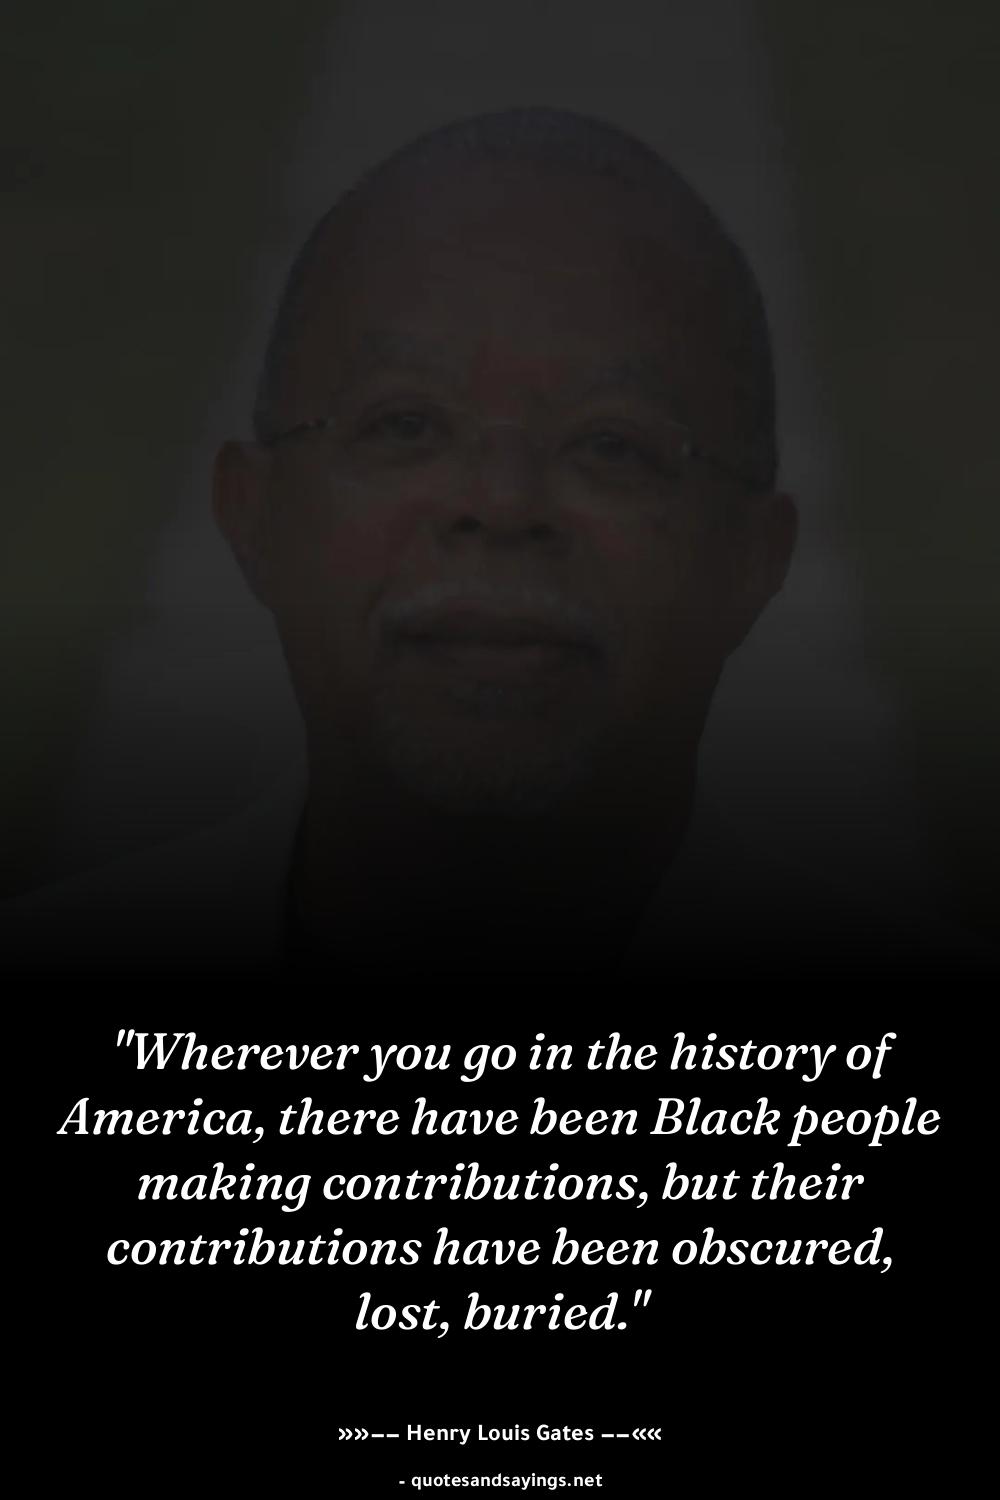 "Wherever you go in the history of
America, there have been Black people
making contributions, but their
contributions have been obscured,
lost, buried."
»»−− Henry Louis Gates −−««
- quotesandsayings.net